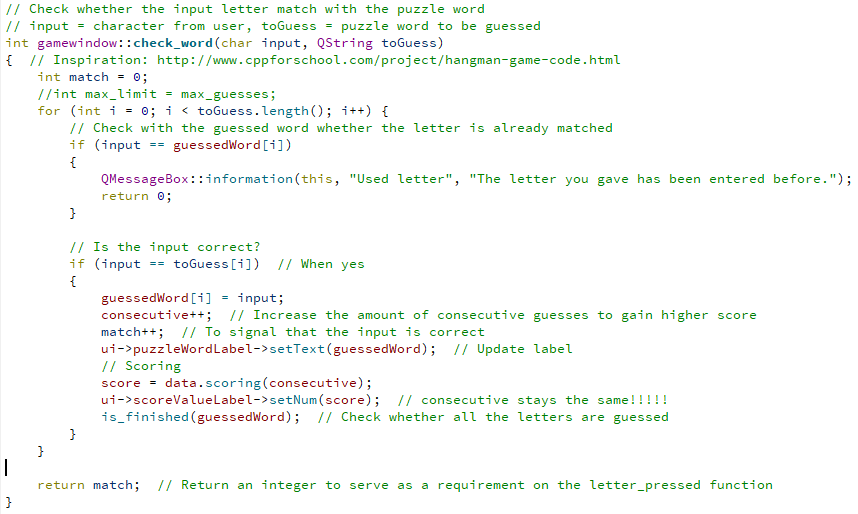 // Check whether the input letter match with the puzzle word
// input = character from user, toGuess = puzzle word to be guessed
int gamewindow::check_word(char input, QString toGuess)
{  // Inspiration: http://www.cppforschool.com/project/hangman-game-code.html
    int match = 0;
    //int max_limit = max_guesses;
    for (int i = 0; i < toGuess.length(); i++) {
        // Check with the guessed word whether the letter is already matched
        if (input == guessedWord[i])
        {
            QMessageBox::information(this, "Used letter", "The letter you gave has been entered before.");
            return 0;
        }

        // Is the input correct?
        if (input == toGuess[i])  // When yes
        {
            guessedWord[i] = input;
            consecutive++;  // Increase the amount of consecutive guesses to gain higher score
            match++;  // To signal that the input is correct
            ui->puzzleWordLabel->setText(guessedWord);  // Update label
            // Scoring
            score = data.scoring(consecutive);
            ui->scoreValueLabel->setNum(score);  // consecutive stays the same!!!!!
            is_finished(guessedWord);  // Check whether all the letters are guessed
        }
    }

    return match;  // Return an integer to serve as a requirement on the letter_pressed function
}